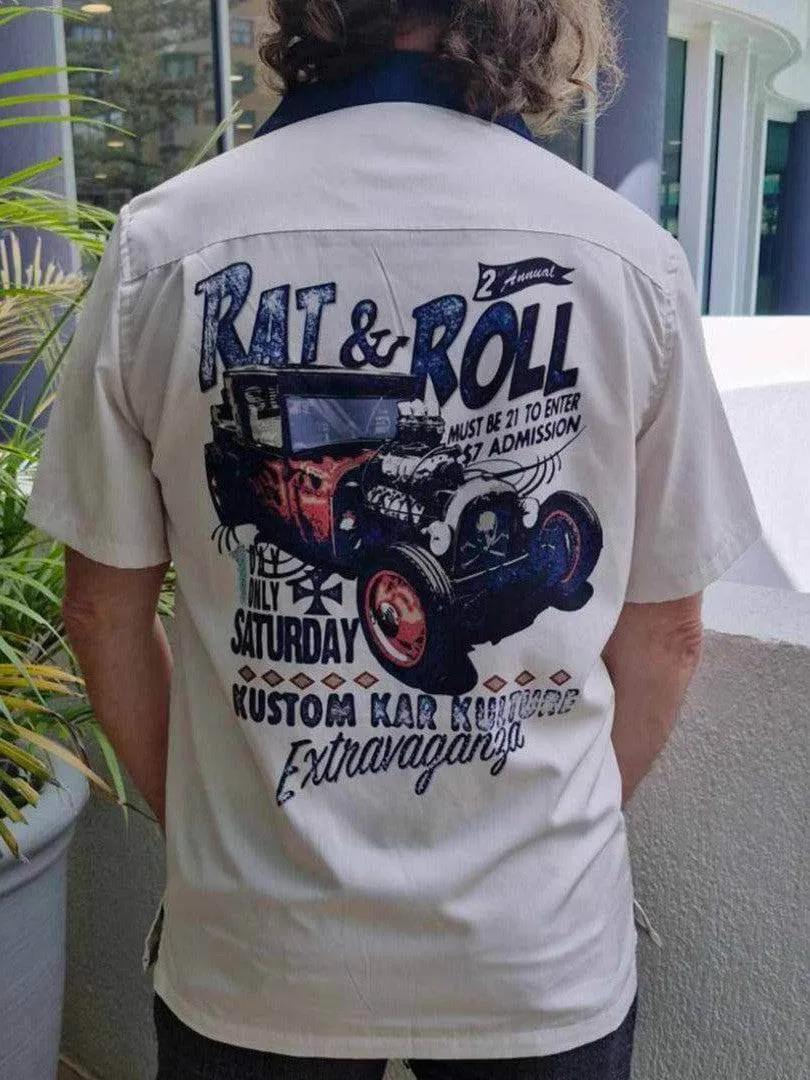 2nd Annual
RAT & ROLL
MUST BE 21 TO ENTER
$7 ADMISSION
1 DAY
ONLY
SATURDAY
KUSTOM KAR KULTURE
Extravaganza